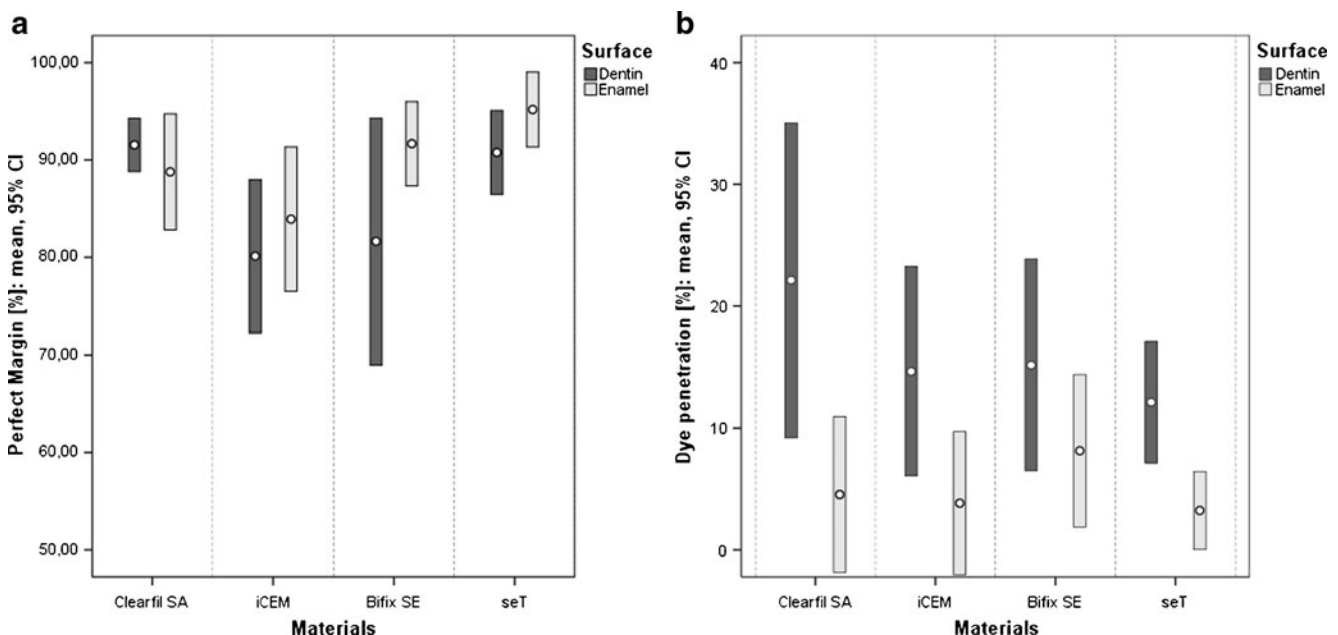 a
Perfect Margin [%]: mean, 95% CI
100,00
90,00
80,00
70,00
60,00
50,00
Clearfil SA
iCEM
Bifix SE
seT
Materials
Surface
Dentin
Enamel
b
Dye penetration [%]: mean, 95% CI
40
30
20
10
0
Clearfil SA
iCEM
Bifix SE
seT
Materials
Surface
Dentin
Enamel